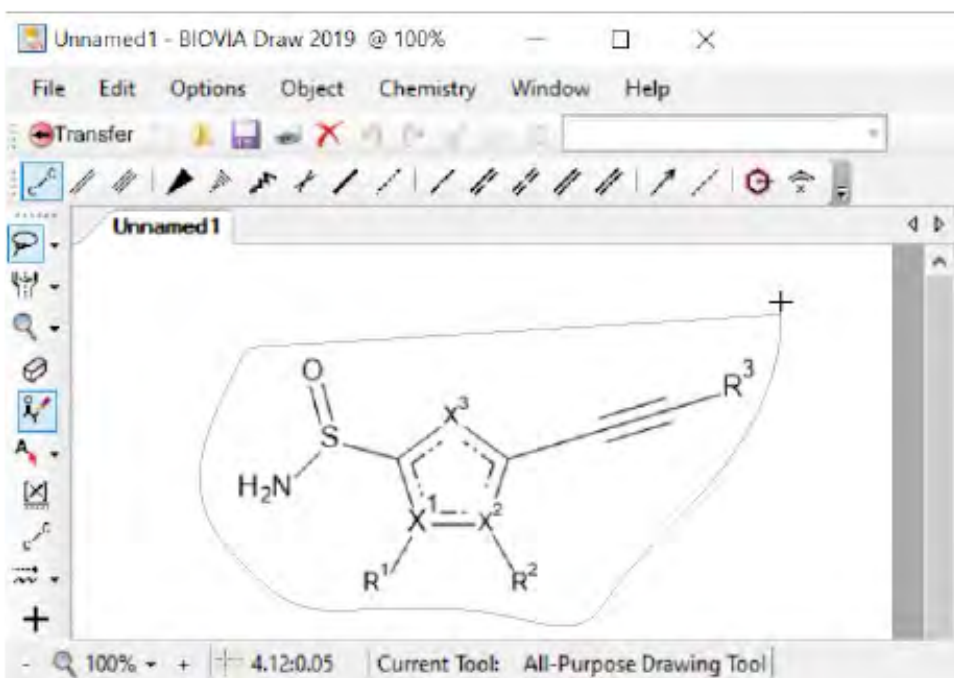 Unnamed1 - BIOVIA Draw 2019 @ 100%
File Edit Options Object Chemistry Window Help
Transfer
Unnamed1
O
R³
X³
S
H₂N
X¹ X²
R¹ R²
- 100% + 4.12:0.05 Current Tool: All-Purpose Drawing Tool